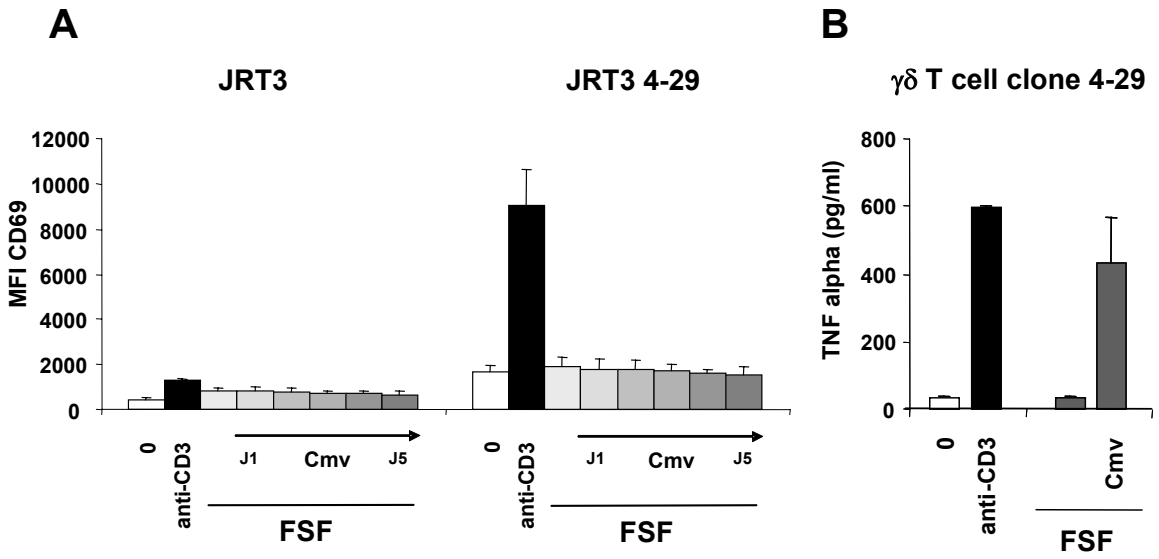 A
B
JRT3
JRT3 4-29
γδ T cell clone 4-29
MFI CD69
12000
10000
8000
6000
4000
2000
0
0
anti-CD3
J1
Cmv
J5
FSF
0
anti-CD3
J1
Cmv
J5
FSF
TNF alpha (pg/ml)
800
600
400
200
0
0
anti-CD3
Cmv
FSF